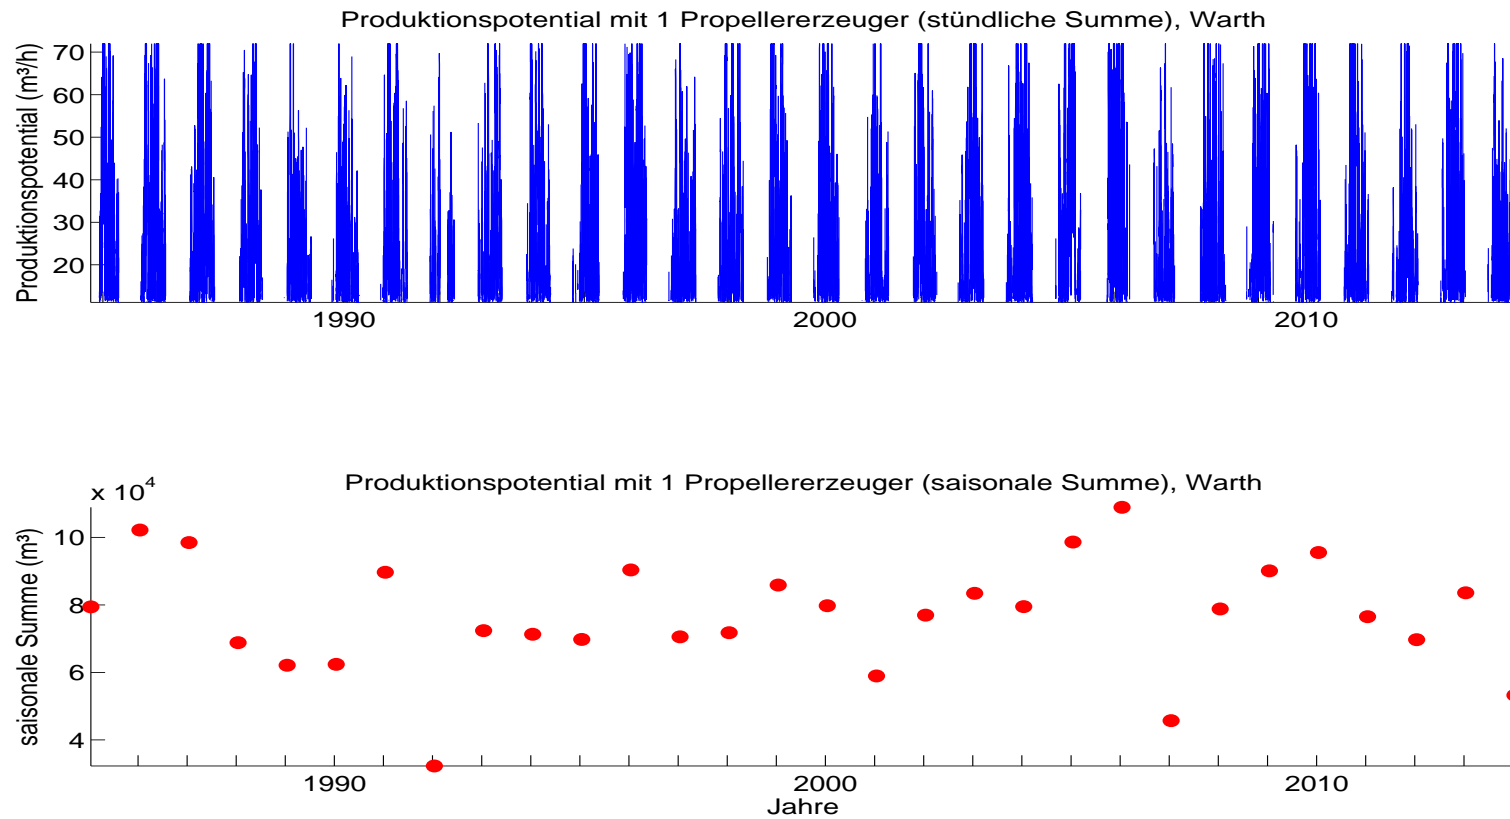 Produktionspotential mit 1 Propellererzeuger (stündliche Summe), Warth
Produktionspotential (m³/h)
70
60
50
40
30
20
1990
2000
2010
Produktionspotential mit 1 Propellererzeuger (saisonale Summe), Warth
x 10⁴
saisonale Summe (m³)
10
8
6
4
1990
2000
2010
Jahre